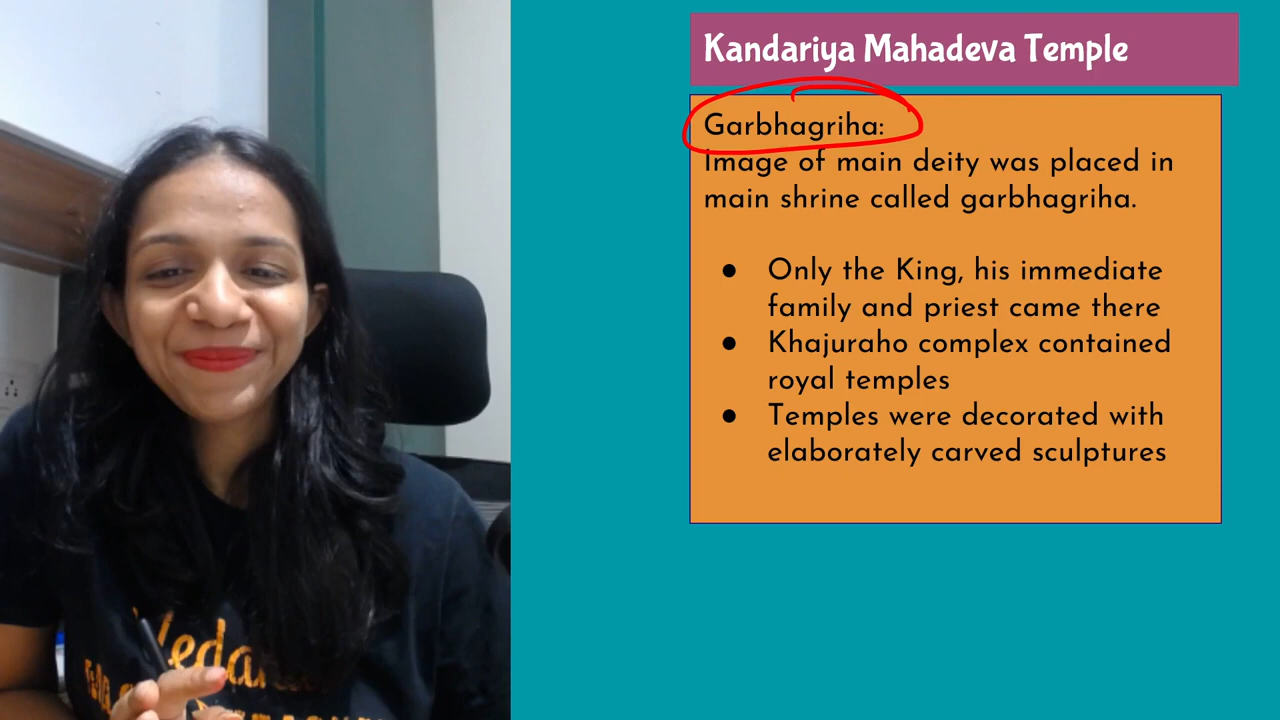 Kandariya Mahadeva Temple
Garbhagriha:
Image of main deity was placed in
main shrine called garbhagriha.
● Only the King, his immediate
family and priest came there
● Khajuraho complex contained
royal temples
● Temples were decorated with
elaborately carved sculptures